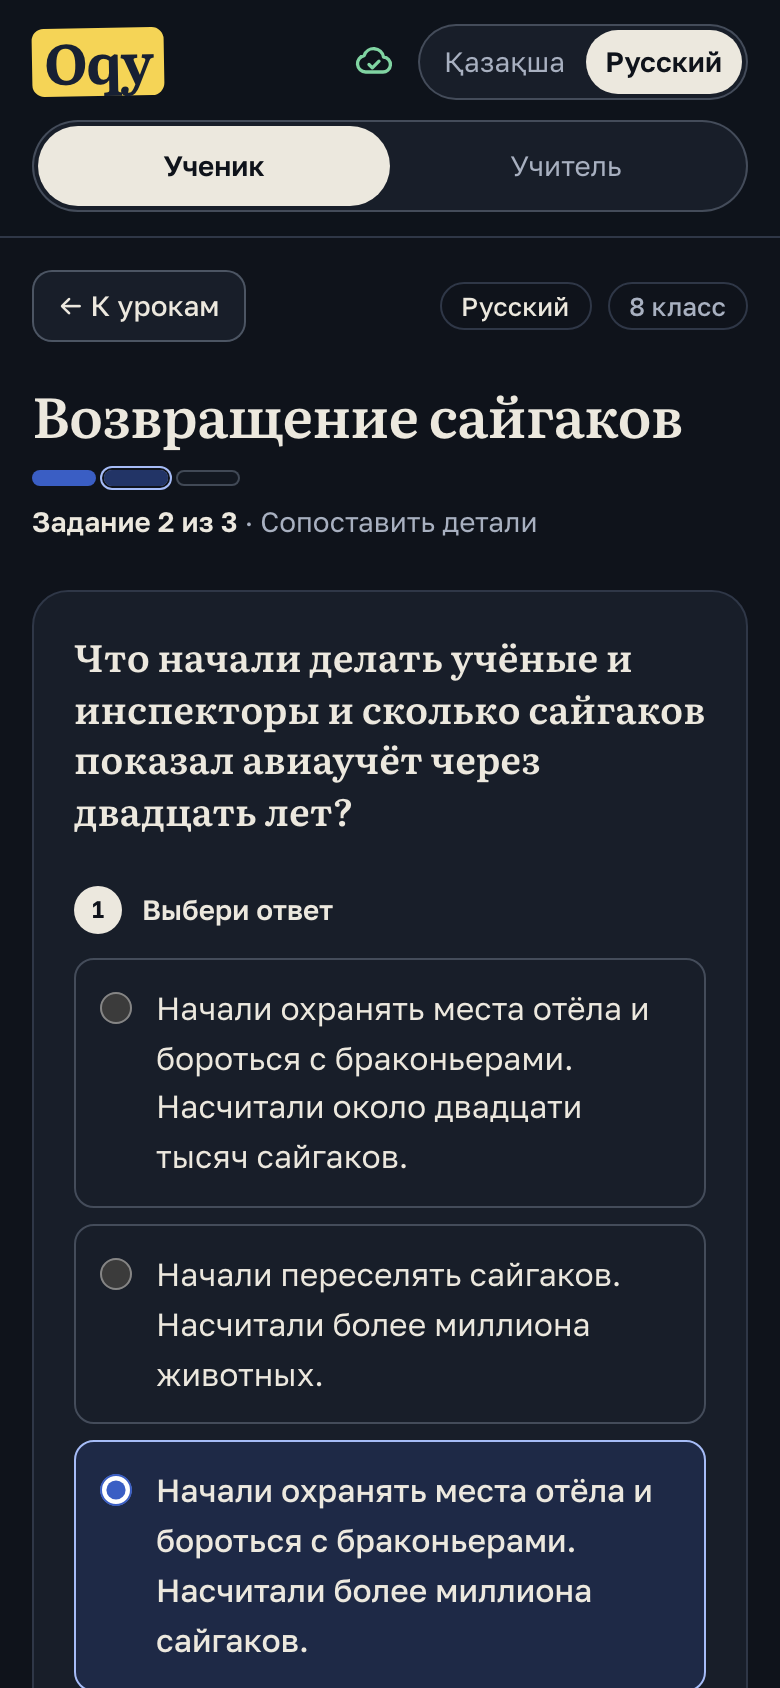 Oqy
Қазақша
Русский
Ученик
Учитель
← К урокам
Русский
8 класс
Возвращение сайгаков
Задание 2 из 3 · Сопоставить детали
Что начали делать учёные и
инспекторы и сколько сайгаков
показал авиаучёт через
двадцать лет?
1 Выбери ответ
Начали охранять места отёла и
бороться с браконьерами.
Насчитали около двадцати
тысяч сайгаков.
Начали переселять сайгаков.
Насчитали более миллиона
животных.
Начали охранять места отёла и
бороться с браконьерами.
Насчитали более миллиона
сайгаков.